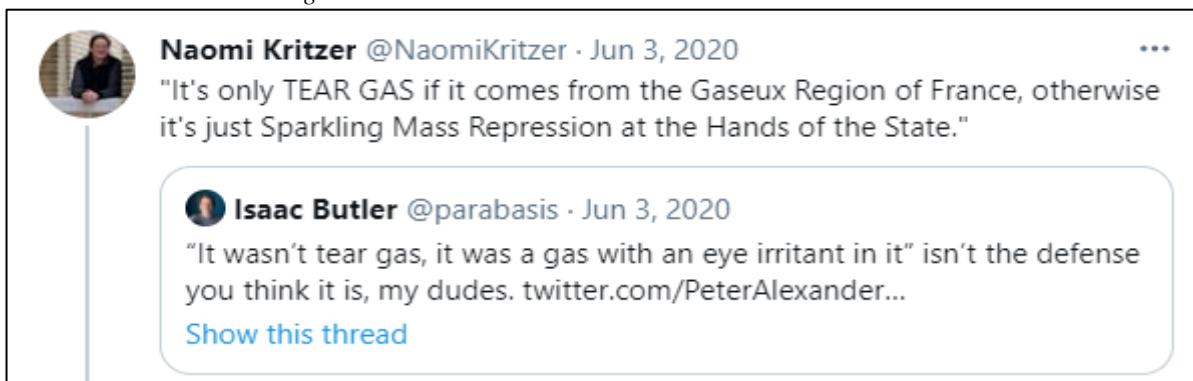 Naomi Kritzer @NaomiKritzer · Jun 3, 2020
"It's only TEAR GAS if it comes from the Gaseux Region of France, otherwise
it's just Sparkling Mass Repression at the Hands of the State."
Isaac Butler @parabasis · Jun 3, 2020
“It wasn’t tear gas, it was a gas with an eye irritant in it” isn’t the defense
you think it is, my dudes. twitter.com/PeterAlexander...
Show this thread